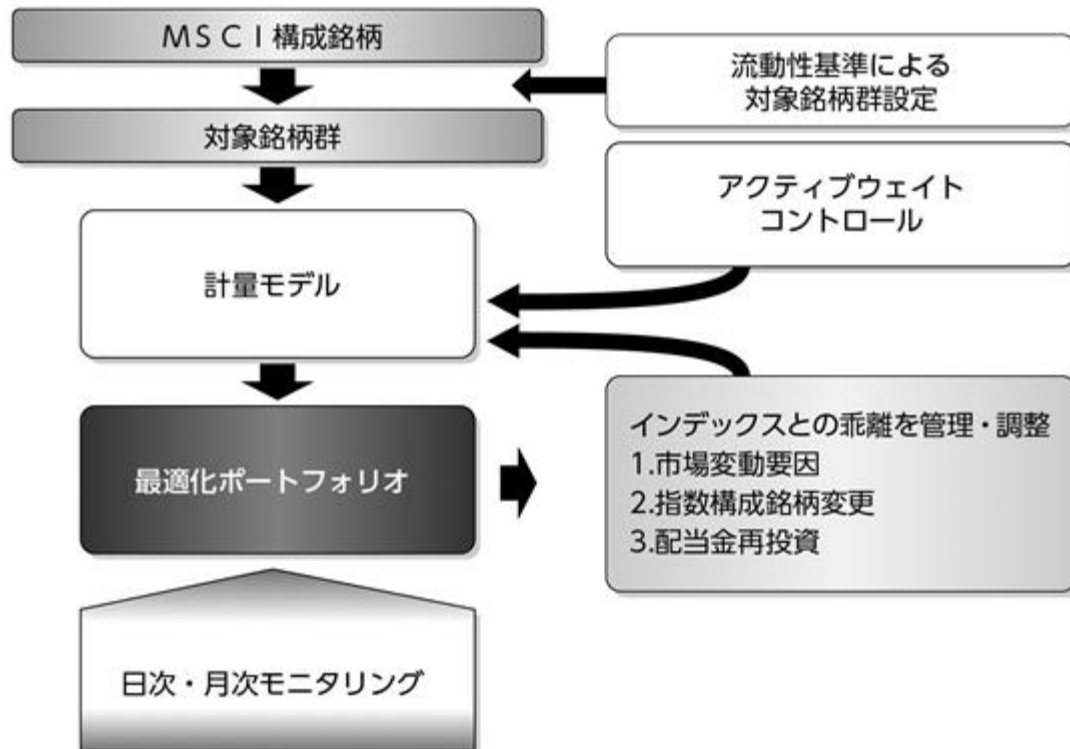 MSCI構成銘柄
流動性基準による
対象銘柄群設定
対象銘柄群
アクティブウェイト
コントロール
計量モデル
最適化ポートフォリオ
インデックスとの乖離を管理・調整
1.市場変動要因
2.指数構成銘柄変更
3.配当金再投資
日次・月次モニタリング